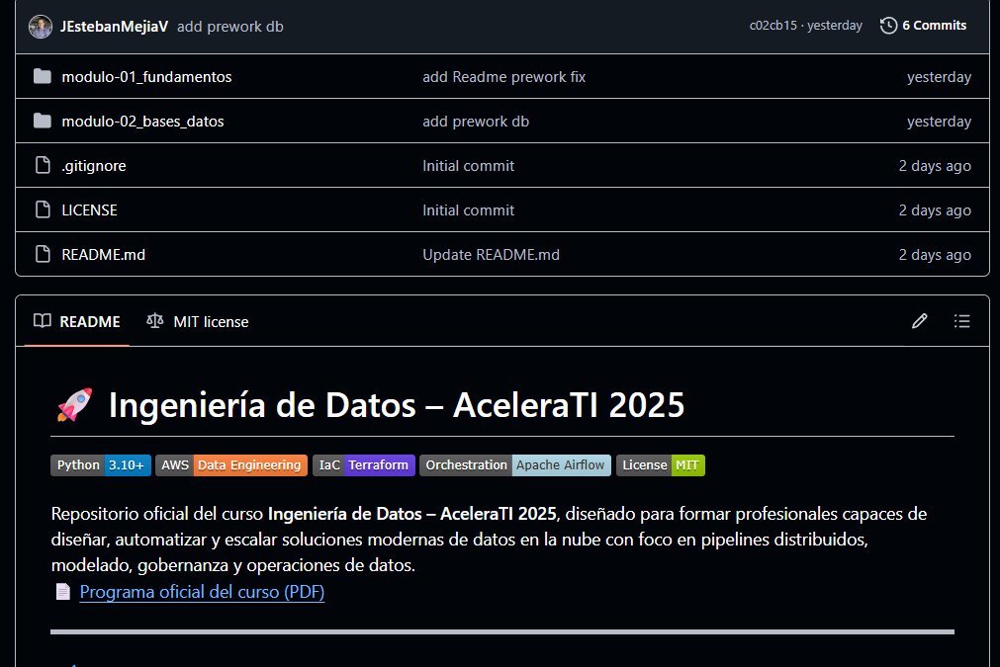 JEstebanMejiaV add prework db c02cb15 · yesterday 6 Commits
modulo-01_fundamentos add Readme prework fix yesterday
modulo-02_bases_datos add prework db yesterday
.gitignore Initial commit 2 days ago
LICENSE Initial commit 2 days ago
README.md Update README.md 2 days ago
README MIT license
🚀 Ingeniería de Datos – AceleraTI 2025
Python 3.10+ AWS Data Engineering IaC Terraform Orchestration Apache Airflow License MIT
Repositorio oficial del curso Ingeniería de Datos – AceleraTI 2025, diseñado para formar profesionales capaces de
diseñar, automatizar y escalar soluciones modernas de datos en la nube con foco en pipelines distribuidos,
modelado, gobernanza y operaciones de datos.
📄 Programa oficial del curso (PDF)